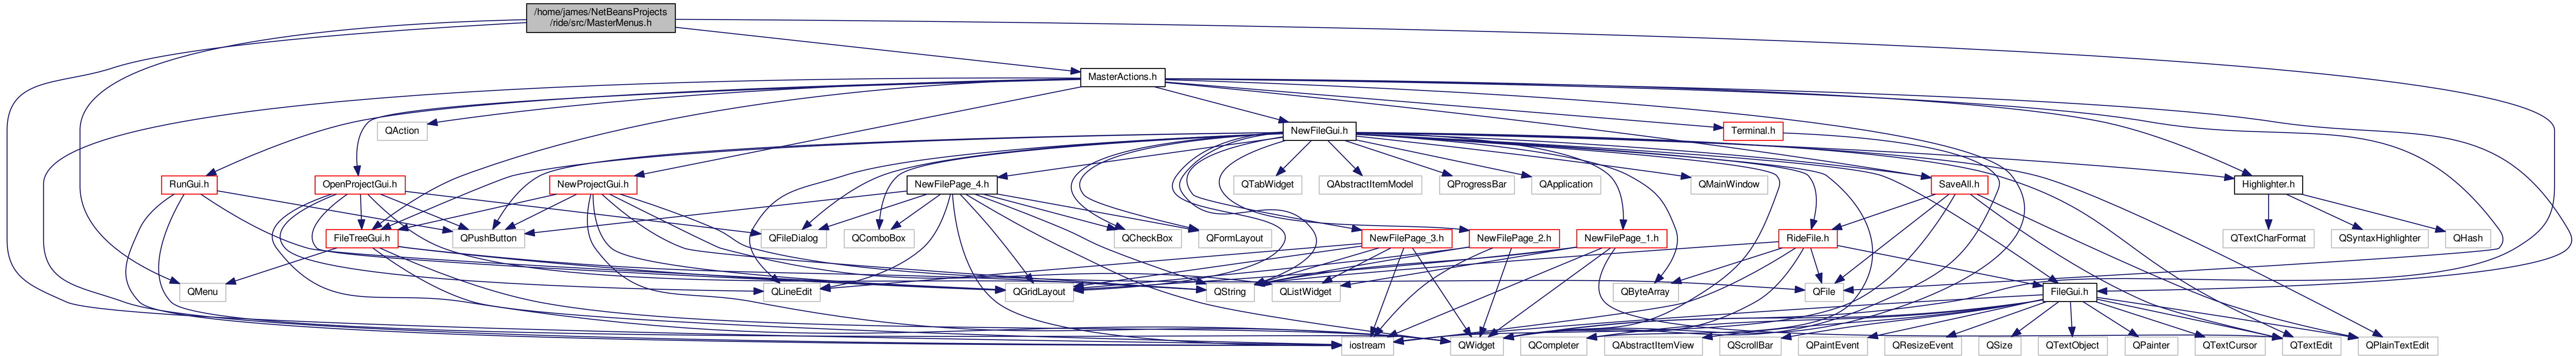 /home/james/NetBeansProjects
/ride/src/MasterMenus.h
MasterActions.h
QAction
NewFileGui.h
Terminal.h
RunGui.h
OpenProjectGui.h
NewProjectGui.h
NewFilePage_4.h
QTabWidget
QAbstractItemModel
QProgressBar
QApplication
QMainWindow
SaveAll.h
Highlighter.h
FileTreeGui.h
QPushButton
QFileDialog
QComboBox
QCheckBox
QFormLayout
NewFilePage_3.h
NewFilePage_2.h
NewFilePage_1.h
RideFile.h
QTextCharFormat
QSyntaxHighlighter
QHash
QMenu
QLineEdit
QGridLayout
QString
QListWidget
QByteArray
QFile
FileGui.h
iostream
QWidget
QCompleter
QAbstractItemView
QScrollBar
QPaintEvent
QResizeEvent
QSize
QTextObject
QPainter
QTextCursor
QTextEdit
QPlainTextEdit